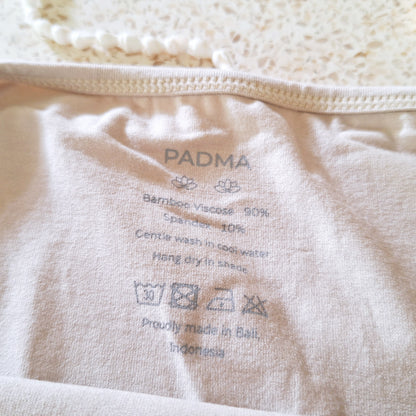 PADMA
Bamboo Viscose 90%
Spandex 10%
Gentle wash in cool water
Hang dry in shade
30
Proudly made in Bali,
Indonesia